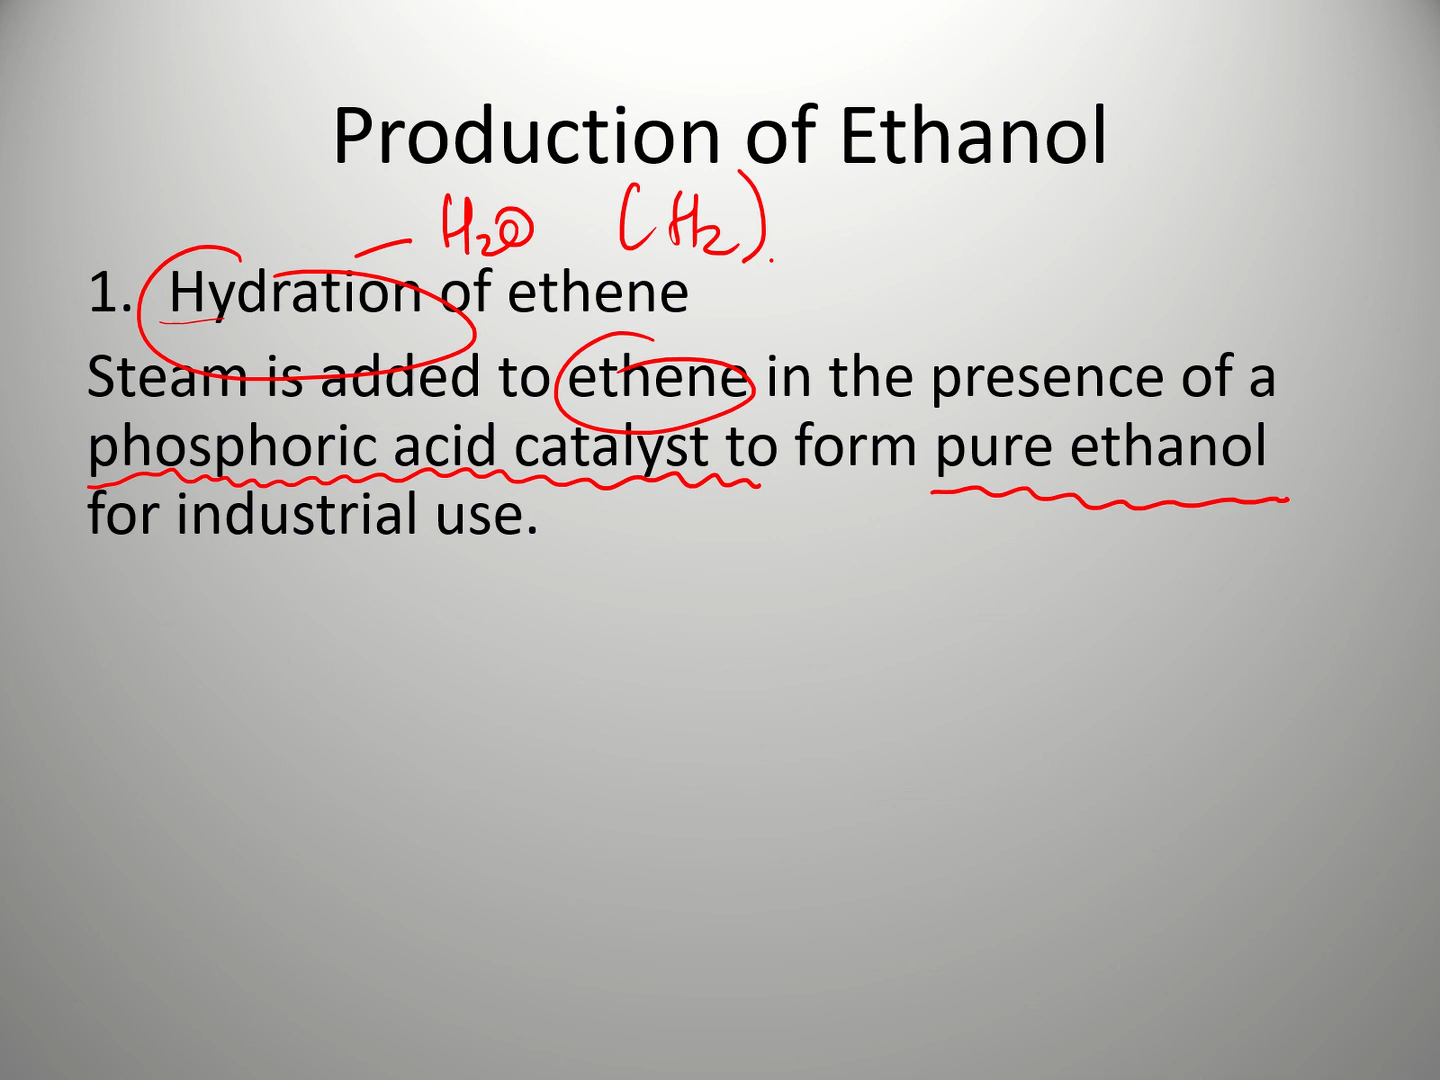 Production of Ethanol
H₂O (H₂).
1. Hydration of ethene
Steam is added to ethene in the presence of a
phosphoric acid catalyst to form pure ethanol
for industrial use.